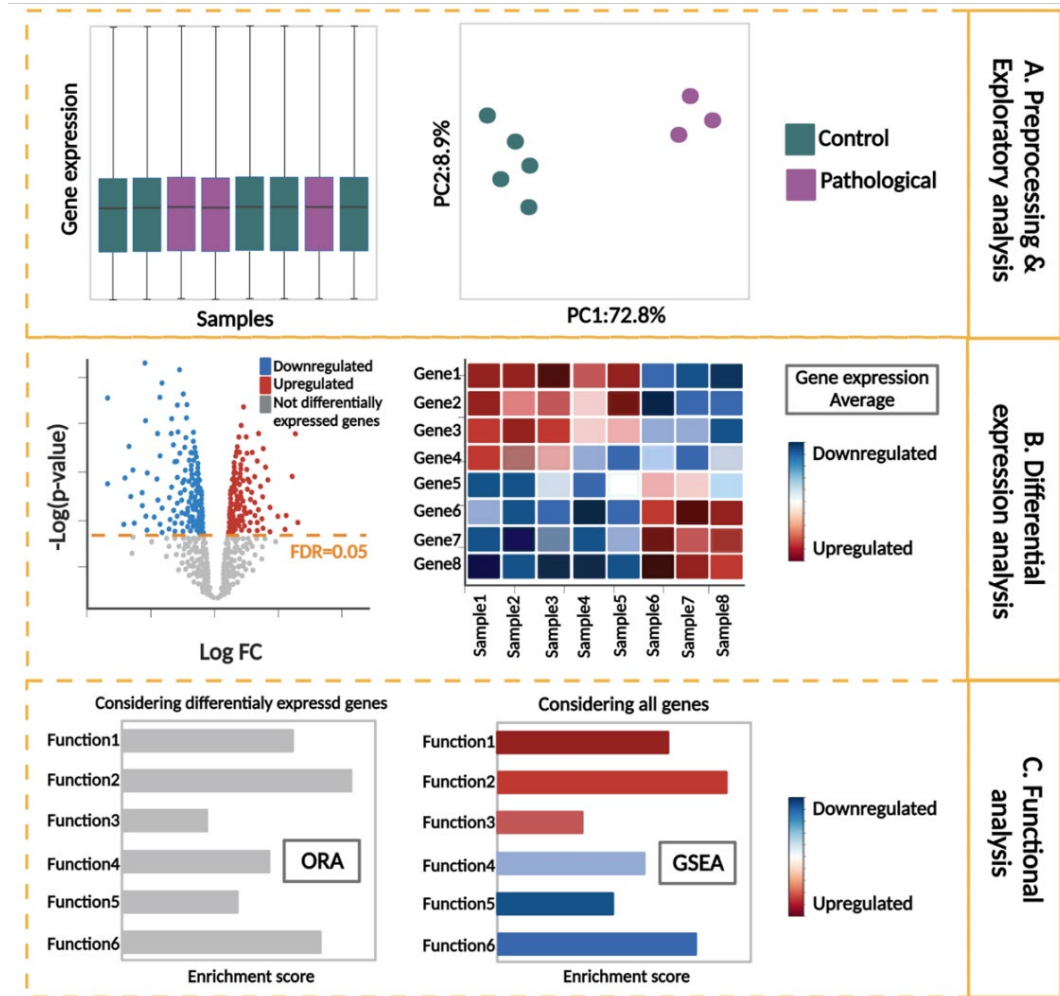 Gene expression
Samples
PC2:8.9%
PC1:72.8%
Control
Pathological
A. Preprocessing &
Exploratory analysis
-Log(p-value)
Downregulated
Upregulated
Not differentially
expressed genes
FDR=0.05
Log FC
Gene1
Gene2
Gene3
Gene4
Gene5
Gene6
Gene7
Gene8
Sample1
Sample2
Sample3
Sample4
Sample5
Sample6
Sample7
Sample8
Gene expression
Average
Downregulated
Upregulated
B. Differential
expression analysis
Considering differentialy expressd genes
Function1
Function2
Function3
Function4
Function5
Function6
ORA
Enrichment score
Considering all genes
Function1
Function2
Function3
Function4
Function5
Function6
GSEA
Enrichment score
Downregulated
Upregulated
C. Functional
analysis